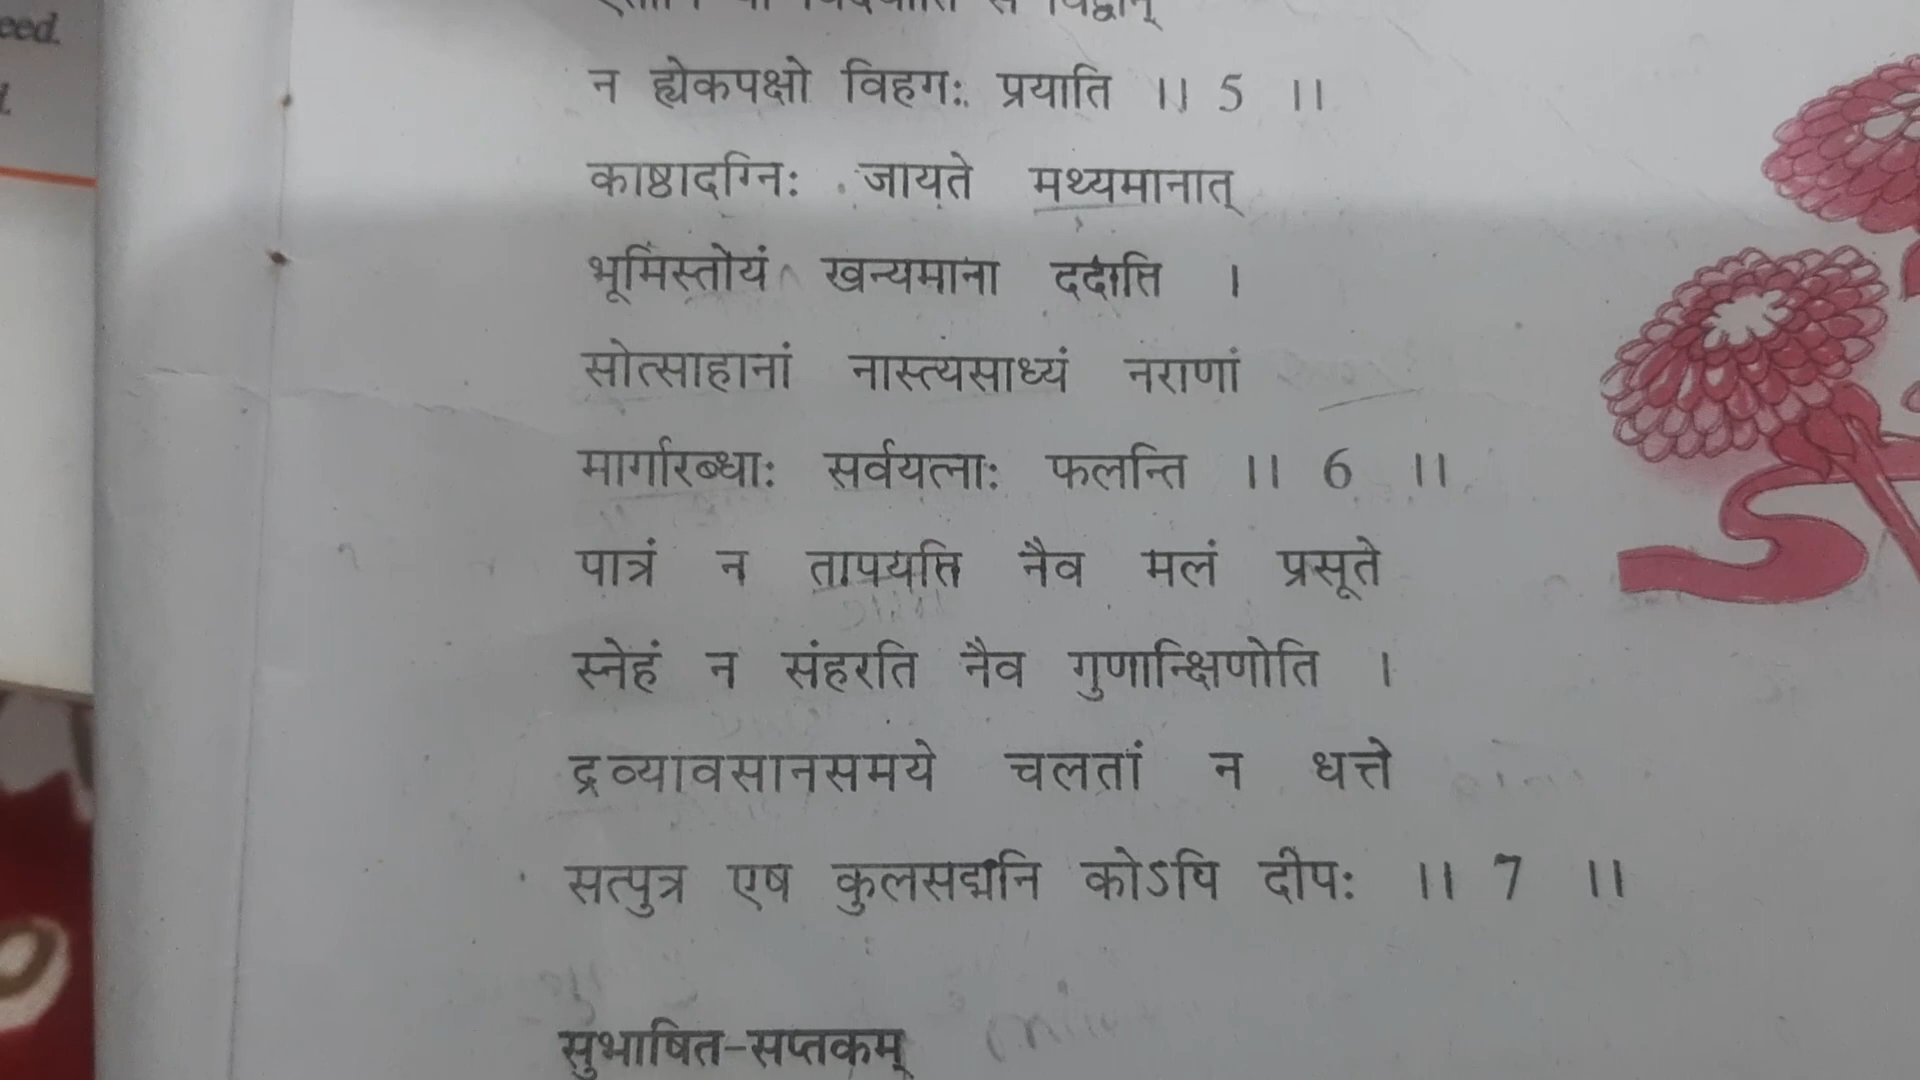 eed.
न ह्येकपक्षो विहगः प्रयाति ।। 5 ।।
काष्ठादग्निः जायते मथ्यमानात्
भूमिस्तोयं खन्यमाना ददाति ।
सोत्साहानां नास्त्यसाध्यं नराणां
मार्गारब्धाः सर्वयत्नाः फलन्ति ।। 6 ।।
पात्रं न तापयति नैव मलं प्रसूते
स्नेहं न संहरति नैव गुणान्क्षिणोति ।
द्रव्यावसानसमये चलतां न धत्ते
सत्पुत्र एष कुलसद्मनि कोऽपि दीपः ।। 7 ।।
सुभाषित-सप्तकम्